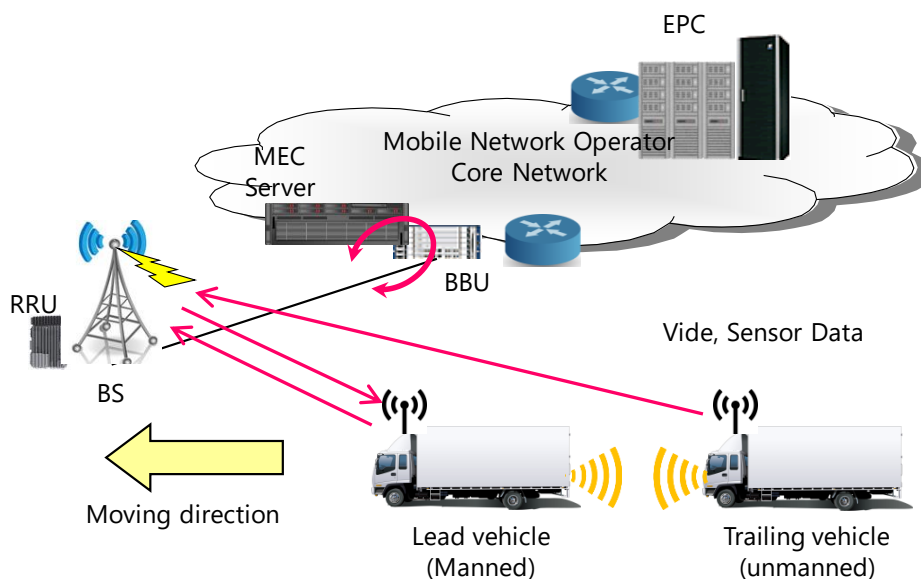 EPC
Mobile Network Operator
Core Network
MEC
Server
BBU
RRU
BS
Vide, Sensor Data
Moving direction
Lead vehicle
(Manned)
Trailing vehicle
(unmanned)